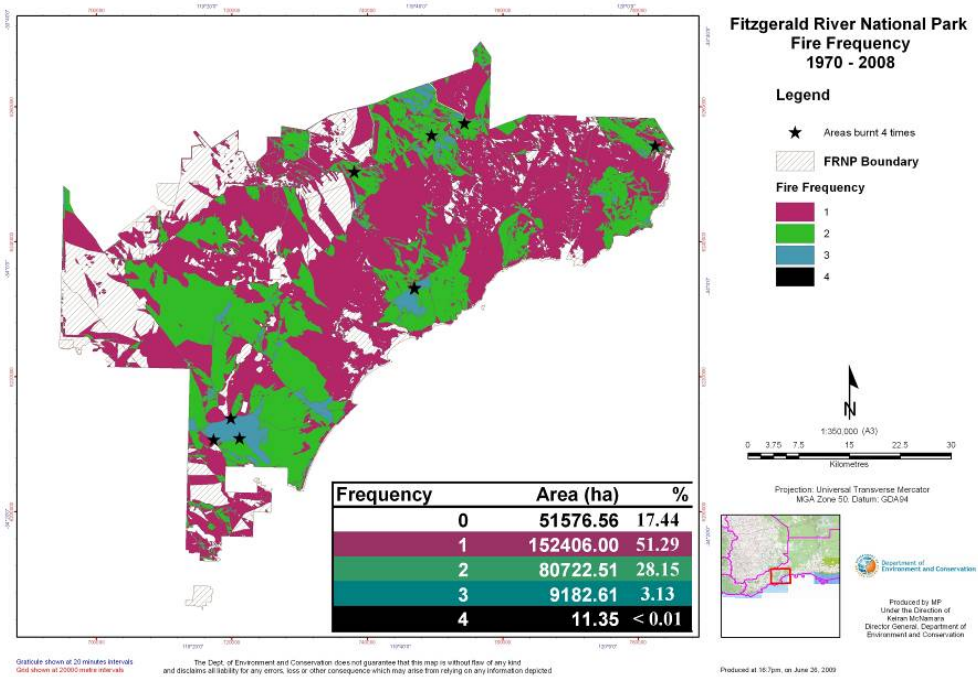 Fitzgerald River National Park
Fire Frequency
1970 - 2008
Legend
Areas burnt 4 times
FRNP Boundary
Fire Frequency
1
2
3
4
N
1:350,000 (A3)
0 3.75 7.5 15 22.5 30
Kilometres
Projection: Universal Transverse Mercator
MGA Zone 50. Datum: GDA94
Frequency Area (ha) %
0 51576.56 17.44
1 152406.00 51.29
2 80722.51 28.15
3 9182.61 3.13
4 11.35 < 0.01
Department of
Environment and Conservation
Produced by MP
Under the Direction of
Keiran McNamara
Director General, Department of
Environment and Conservation
Graticule shown at 20 minutes intervals
Grid shown at 20000 metre intervals
The Dept. of Environment and Conservation does not guarantee that this map is without flaw of any kind
and disclaims all liability for any errors, loss or other consequence which may arise from relying on any information depicted
Produced at 16:7pm, on June 26, 2009